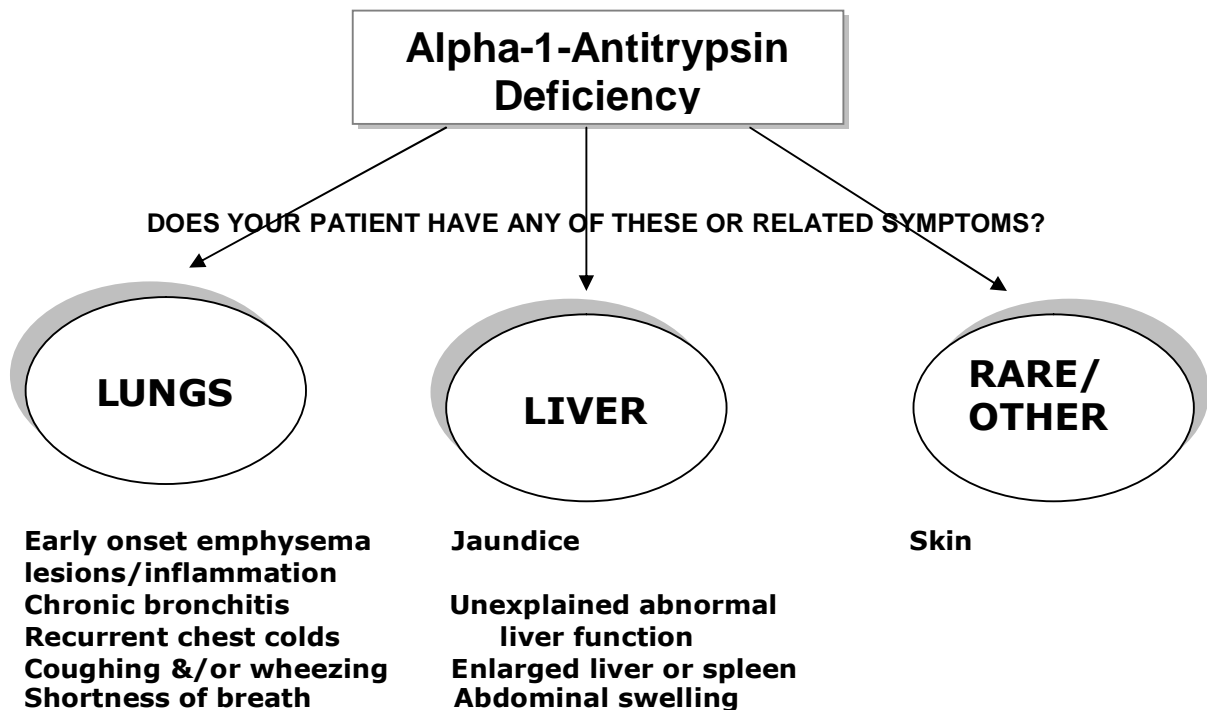 Alpha-1-Antitrypsin
Deficiency
DOES YOUR PATIENT HAVE ANY OF THESE OR RELATED SYMPTOMS?
LUNGS
LIVER
RARE/
OTHER
Early onset emphysema
lesions/inflammation
Chronic bronchitis
Recurrent chest colds
Coughing &/or wheezing
Shortness of breath
Jaundice
Unexplained abnormal
liver function
Enlarged liver or spleen
Abdominal swelling
Skin